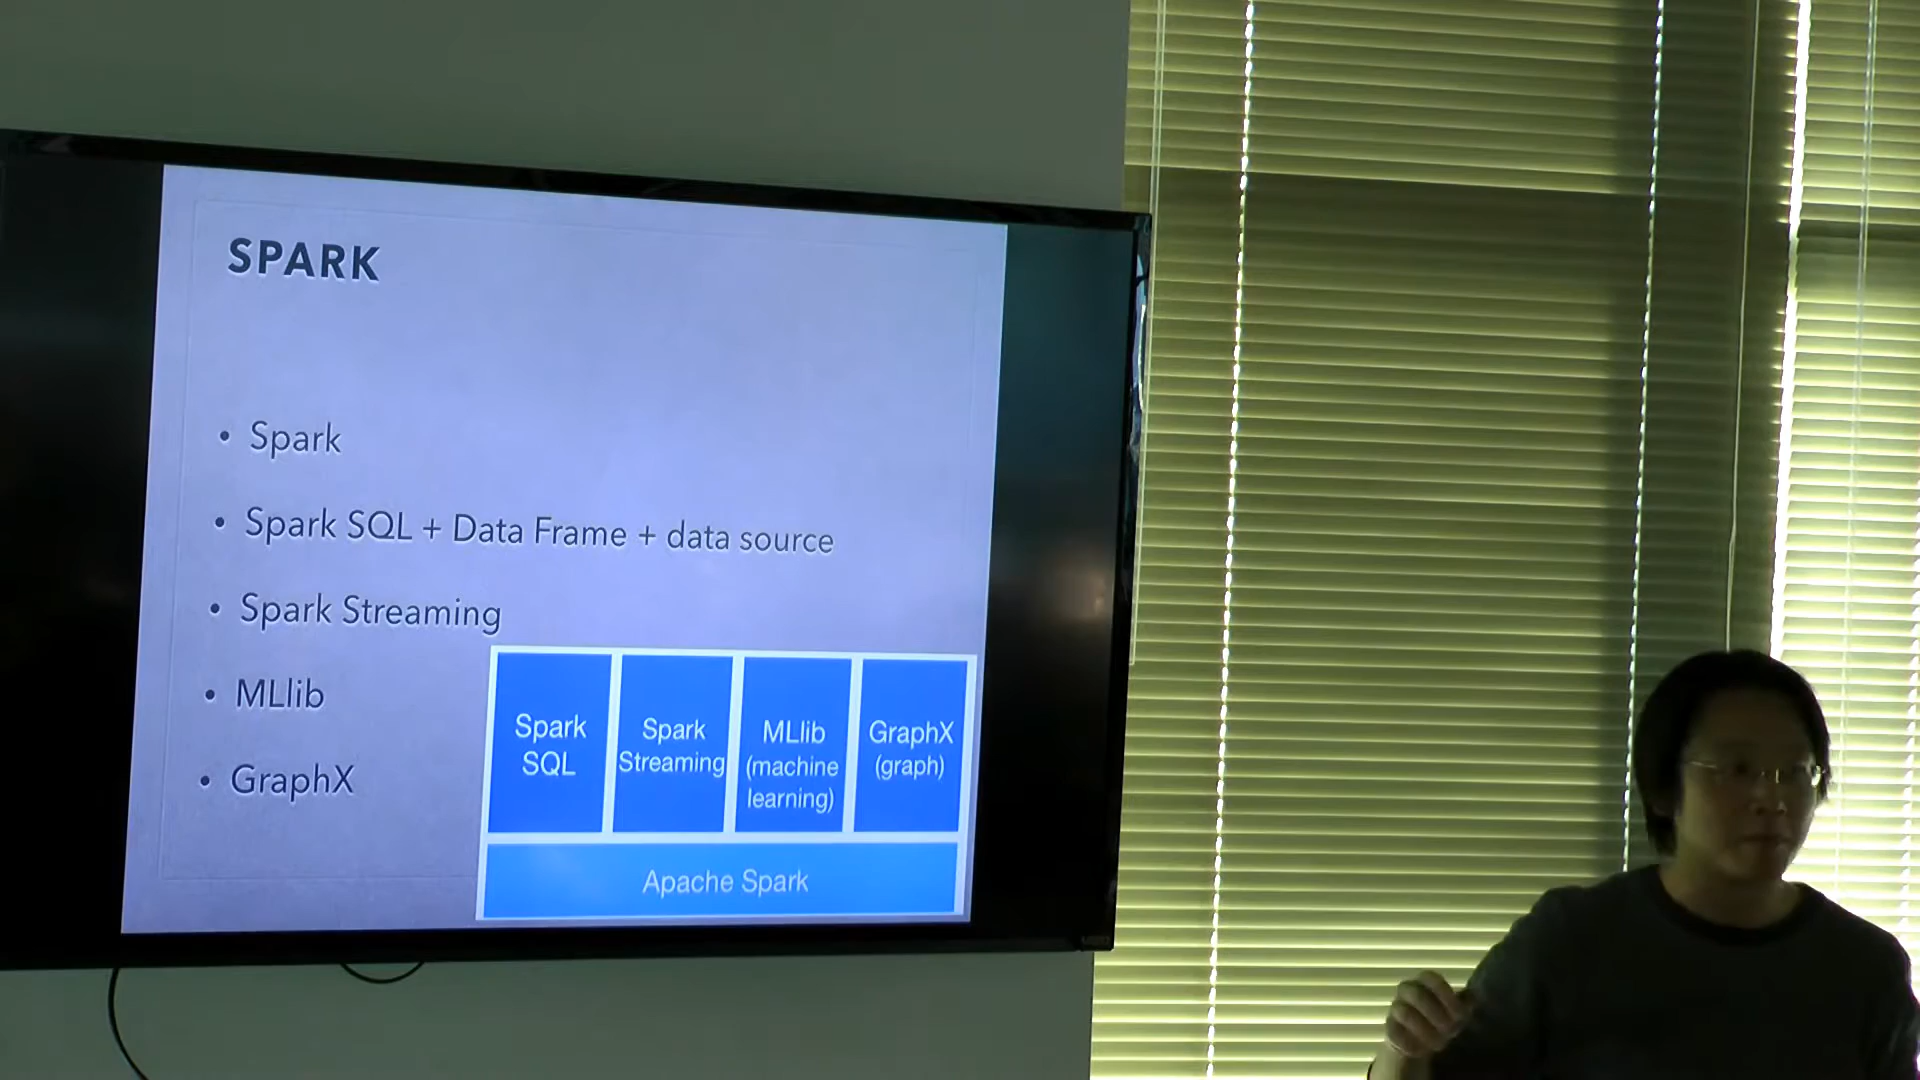 SPARK
• Spark
• Spark SQL + Data Frame + data source
• Spark Streaming
• MLlib
• GraphX
Spark
SQL
Spark
Streaming
MLlib
(machine
learning)
GraphX
(graph)
Apache Spark